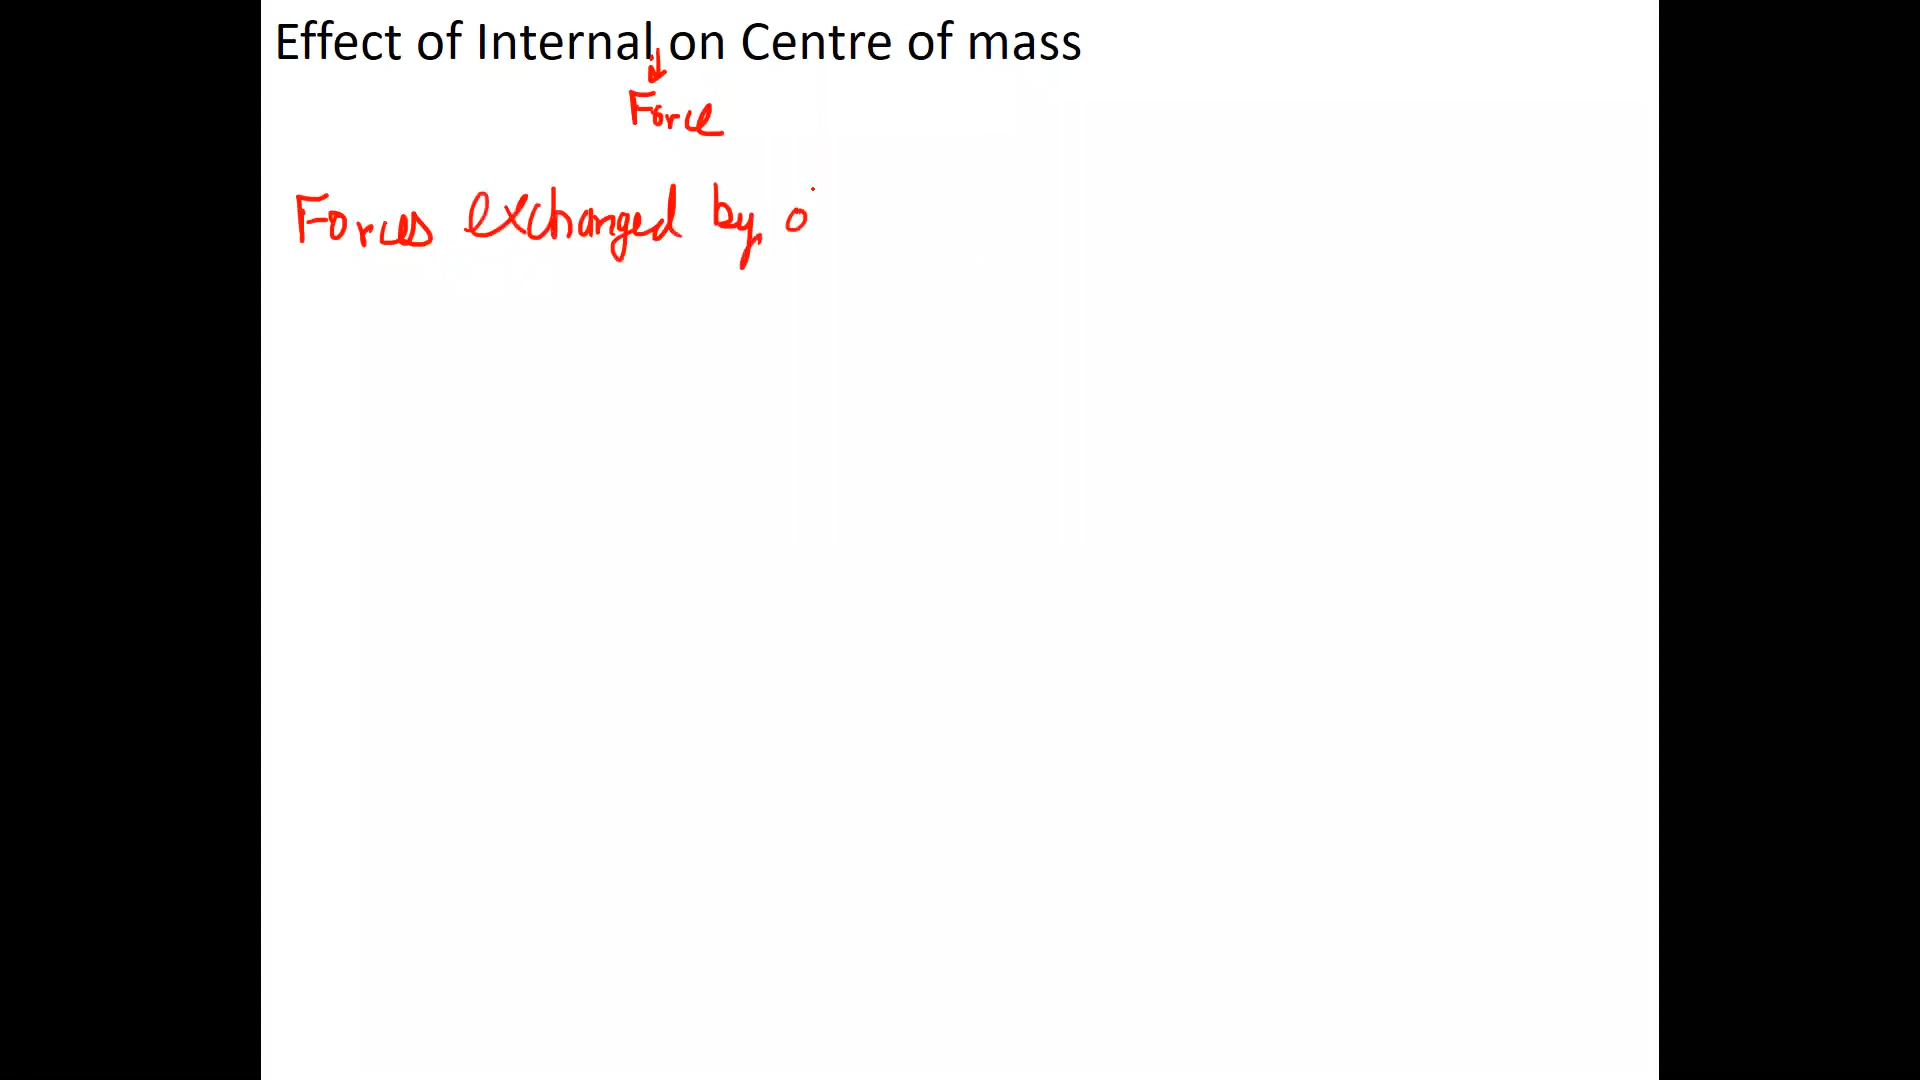 Effect of Internal on Centre of mass
Force
Forces exchanged by o